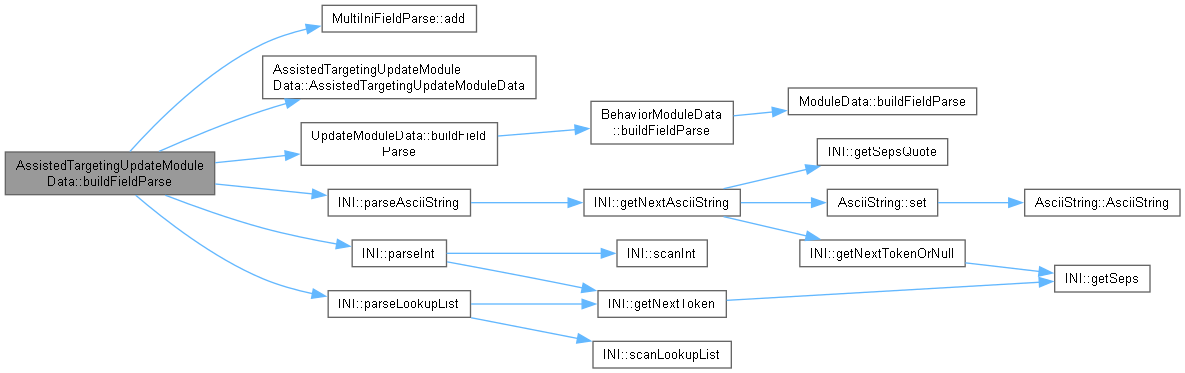 MultiIniFieldParse::add
AssistedTargetingUpdateModule
Data::AssistedTargetingUpdateModuleData
UpdateModuleData::buildField
Parse
BehaviorModuleData
::buildFieldParse
ModuleData::buildFieldParse
AssistedTargetingUpdateModule
Data::buildFieldParse
INI::parseAsciiString
INI::getNextAsciiString
INI::getSepsQuote
AsciiString::set
AsciiString::AsciiString
INI::getNextTokenOrNull
INI::parseInt
INI::scanInt
INI::getSeps
INI::parseLookupList
INI::getNextToken
INI::scanLookupList